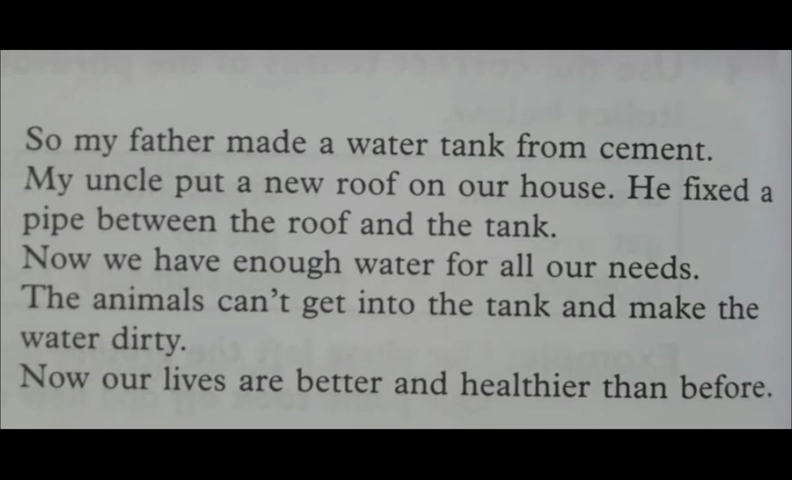 So my father made a water tank from cement.
My uncle put a new roof on our house. He fixed a
pipe between the roof and the tank.
Now we have enough water for all our needs.
The animals can't get into the tank and make the
water dirty.
Now our lives are better and healthier than before.